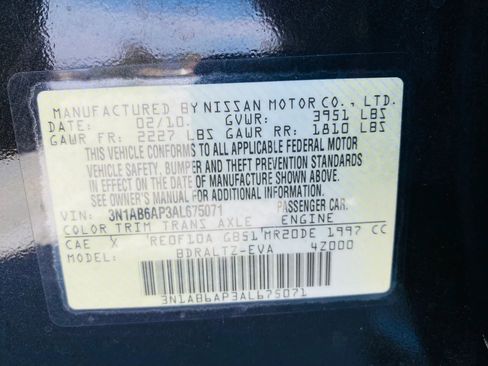 MANUFACTURED BY NISSAN MOTOR CO., LTD.
DATE: 02/10 GVWR: 3951 LBS
GAWR FR: 2227 LBS GAWR RR: 1810 LBS
THIS VEHICLE CONFORMS TO ALL APPLICABLE FEDERAL MOTOR
VEHICLE SAFETY, BUMPER AND THEFT PREVENTION STANDARDS
IN EFFECT ON THE DATE OF MANUFACTURE SHOWN ABOVE.
SEE OWNER'S MANUAL FOR ADDITIONAL INFORMATION.
VIN: 3N1AB6AP3AL675071 PASSENGER CAR.
COLOR TRIM TRANS AXLE ENGINE
CAE X REOF10A GB51 MR20DE 1997 CC
MODEL: BDRALTZ-EVA 4Z000
3N1AB6AP3AL675071